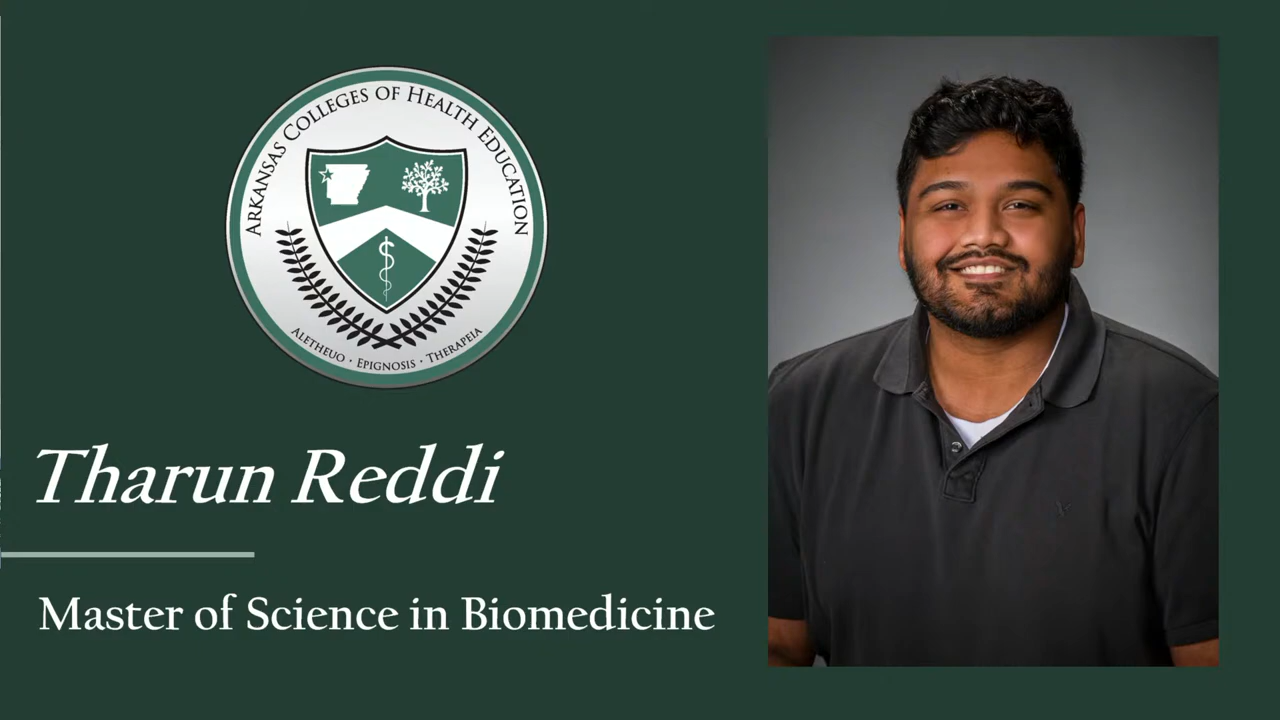 ARKANSAS COLLEGES OF HEALTH EDUCATION
ALETHEUO · EPIGNOSIS · THERAPEIA
Tharun Reddi
Master of Science in Biomedicine